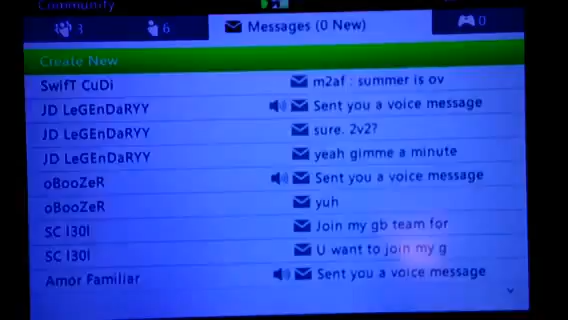 Community
3
6
Messages (0 New)
0
Create New
SwifT CuDi m2af : summer is ov
JD LeGEnDaRYY Sent you a voice message
JD LeGEnDaRYY sure. 2v2?
JD LeGEnDaRYY yeah gimme a minute
oBooZeR Sent you a voice message
oBooZeR yuh
SC l30l Join my gb team for
SC l30l U want to join my g
Amor Familiar Sent you a voice message